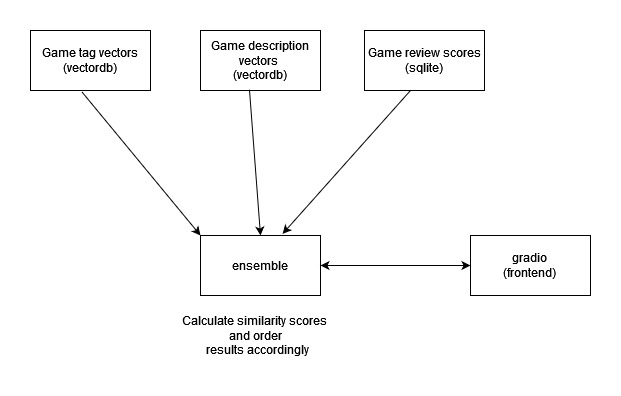 Game tag vectors
(vectordb)
Game description
vectors
(vectordb)
Game review scores
(sqlite)
ensemble
gradio
(frontend)
Calculate similarity scores
and order
results accordingly